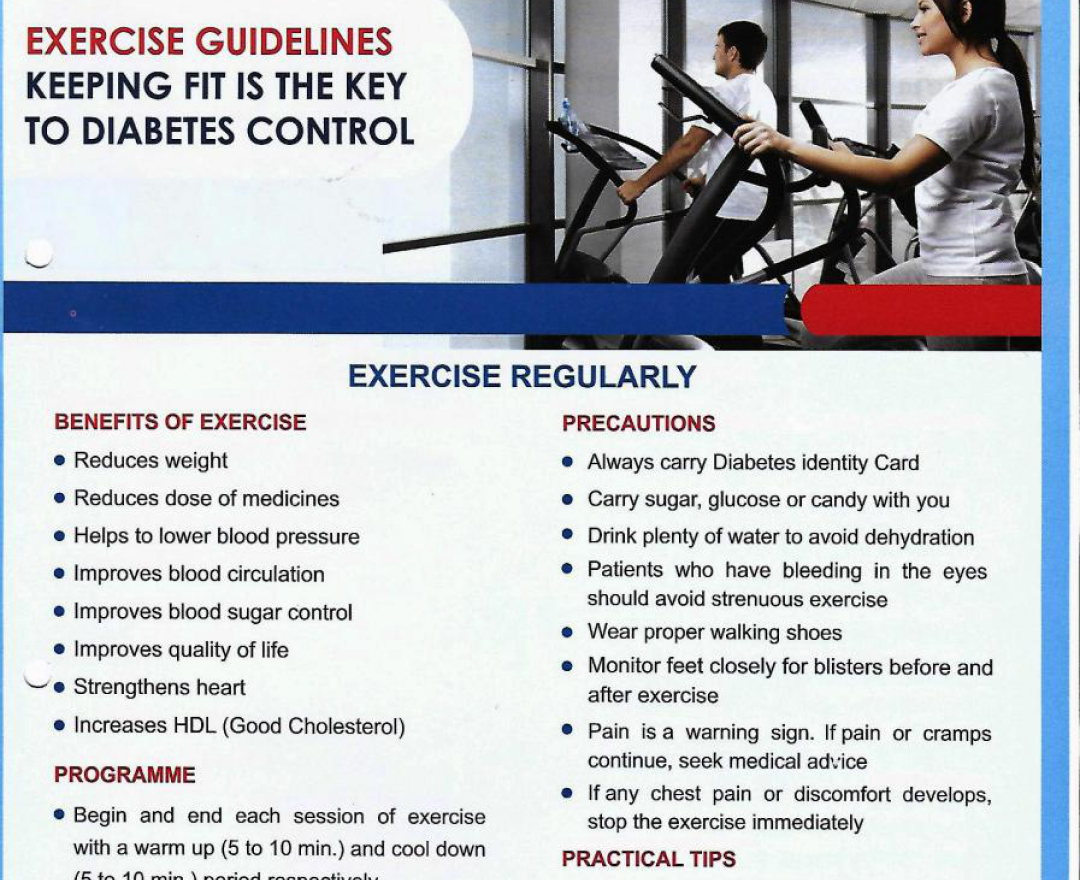 EXERCISE GUIDELINES
KEEPING FIT IS THE KEY
TO DIABETES CONTROL
EXERCISE REGULARLY
BENEFITS OF EXERCISE
• Reduces weight
• Reduces dose of medicines
• Helps to lower blood pressure
• Improves blood circulation
• Improves blood sugar control
• Improves quality of life
• Strengthens heart
• Increases HDL (Good Cholesterol)
PROGRAMME
• Begin and end each session of exercise
with a warm up (5 to 10 min.) and cool down
(5 to 10 min.) period respectively
PRECAUTIONS
• Always carry Diabetes identity Card
• Carry sugar, glucose or candy with you
• Drink plenty of water to avoid dehydration
• Patients who have bleeding in the eyes
should avoid strenuous exercise
• Wear proper walking shoes
• Monitor feet closely for blisters before and
after exercise
• Pain is a warning sign. If pain or cramps
continue, seek medical advice
• If any chest pain or discomfort develops,
stop the exercise immediately
PRACTICAL TIPS